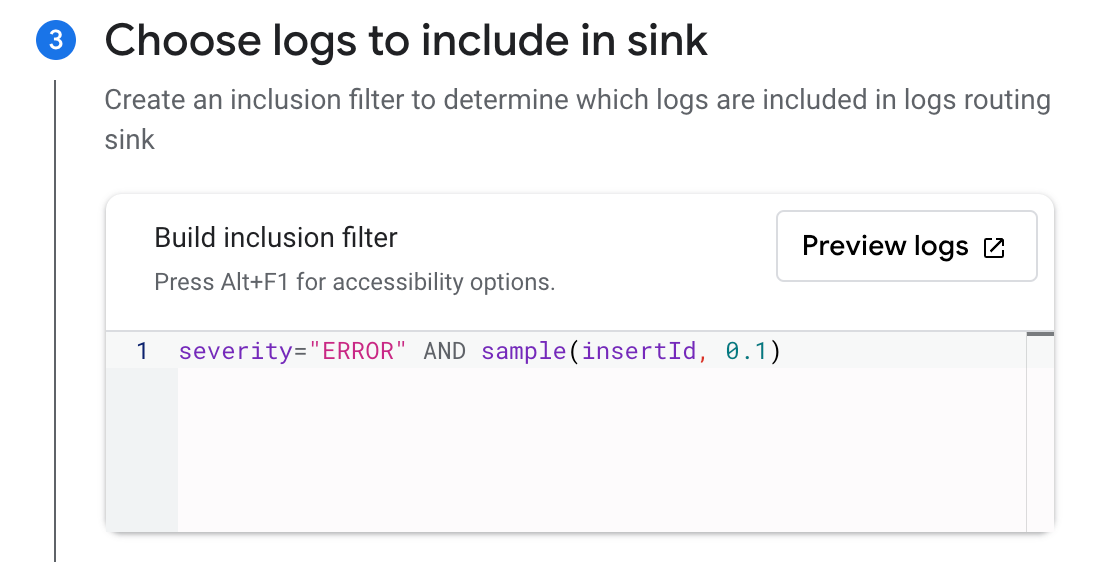 3 Choose logs to include in sink
Create an inclusion filter to determine which logs are included in logs routing
sink
Build inclusion filter
Preview logs
Press Alt+F1 for accessibility options.
1 severity="ERROR" AND sample(insertId, 0.1)